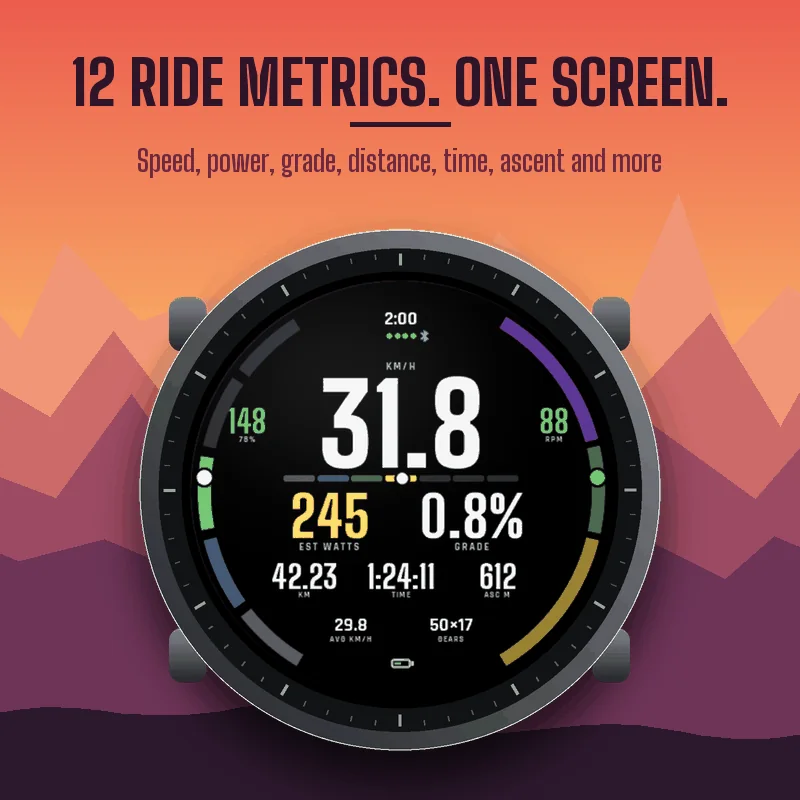 12 RIDE METRICS. ONE SCREEN.
Speed, power, grade, distance, time, ascent and more
2:00
KM/H
31.8
148
78%
88
RPM
245 0.8%
EST WATTS GRADE
42.23 1:24:11 612
KM TIME ASC M
29.8 50×17
AVG KM/H GEARS